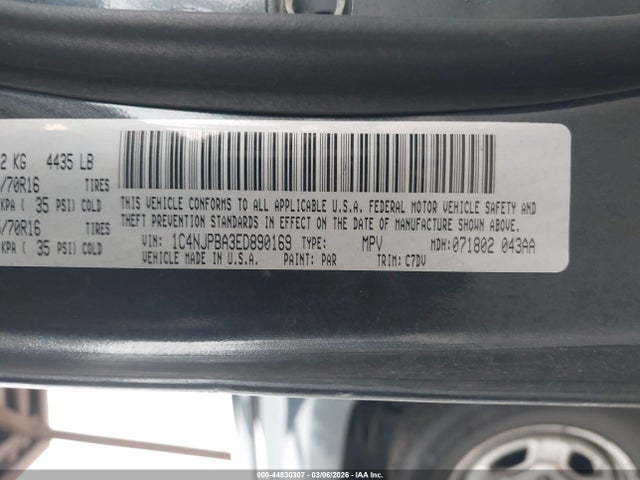 2 KG 4435 LB
/70R16 TIRES
KPA ( 35 PSI) COLD
/70R16 TIRES
KPA ( 35 PSI) COLD
THIS VEHICLE CONFORMS TO ALL APPLICABLE U.S.A. FEDERAL MOTOR VEHICLE SAFETY AND
THEFT PREVENTION STANDARDS IN EFFECT ON THE DATE OF MANUFACTURE SHOWN ABOVE.
VIN: 1C4NJPBA3ED890169 TYPE: MPV MDH:071802 043AA
VEHICLE MADE IN U.S.A. PAINT: PAR TRIM: C7DV
000-44530307 - 03/06/2026 - IAA Inc.